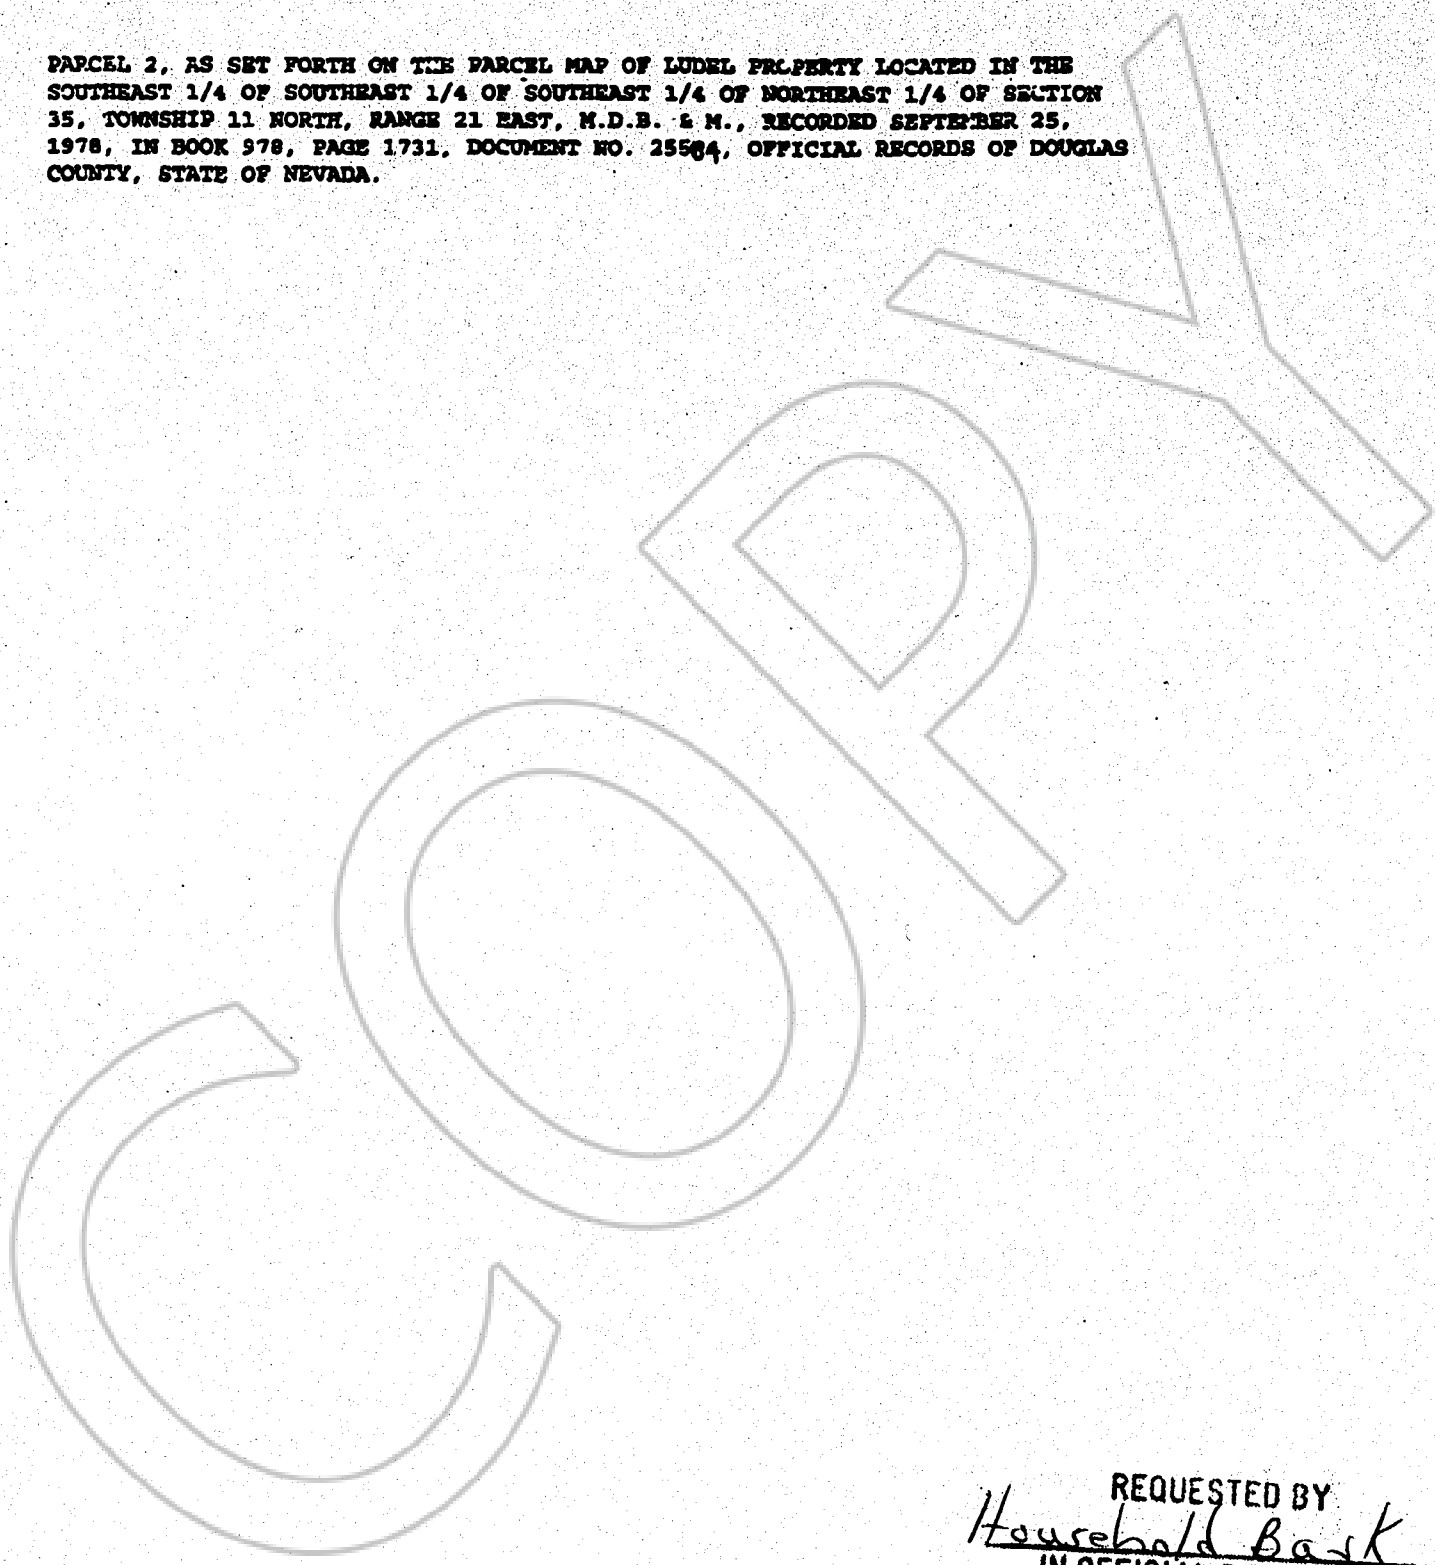 PARCEL 2, AS SET FORTH ON THE PARCEL MAP OF LUDEL PROPERTY LOCATED IN THE
SOUTHEAST 1/4 OF SOUTHEAST 1/4 OF SOUTHEAST 1/4 OF NORTHEAST 1/4 OF SECTION
35, TOWNSHIP 11 NORTH, RANGE 21 EAST, M.D.B. & M., RECORDED SEPTEMBER 25,
1978, IN BOOK 978, PAGE 1731, DOCUMENT NO. , OFFICIAL RECORDS OF DOUGLAS
COUNTY, STATE OF NEVADA.
COPY
REQUESTED BY
Household Bank